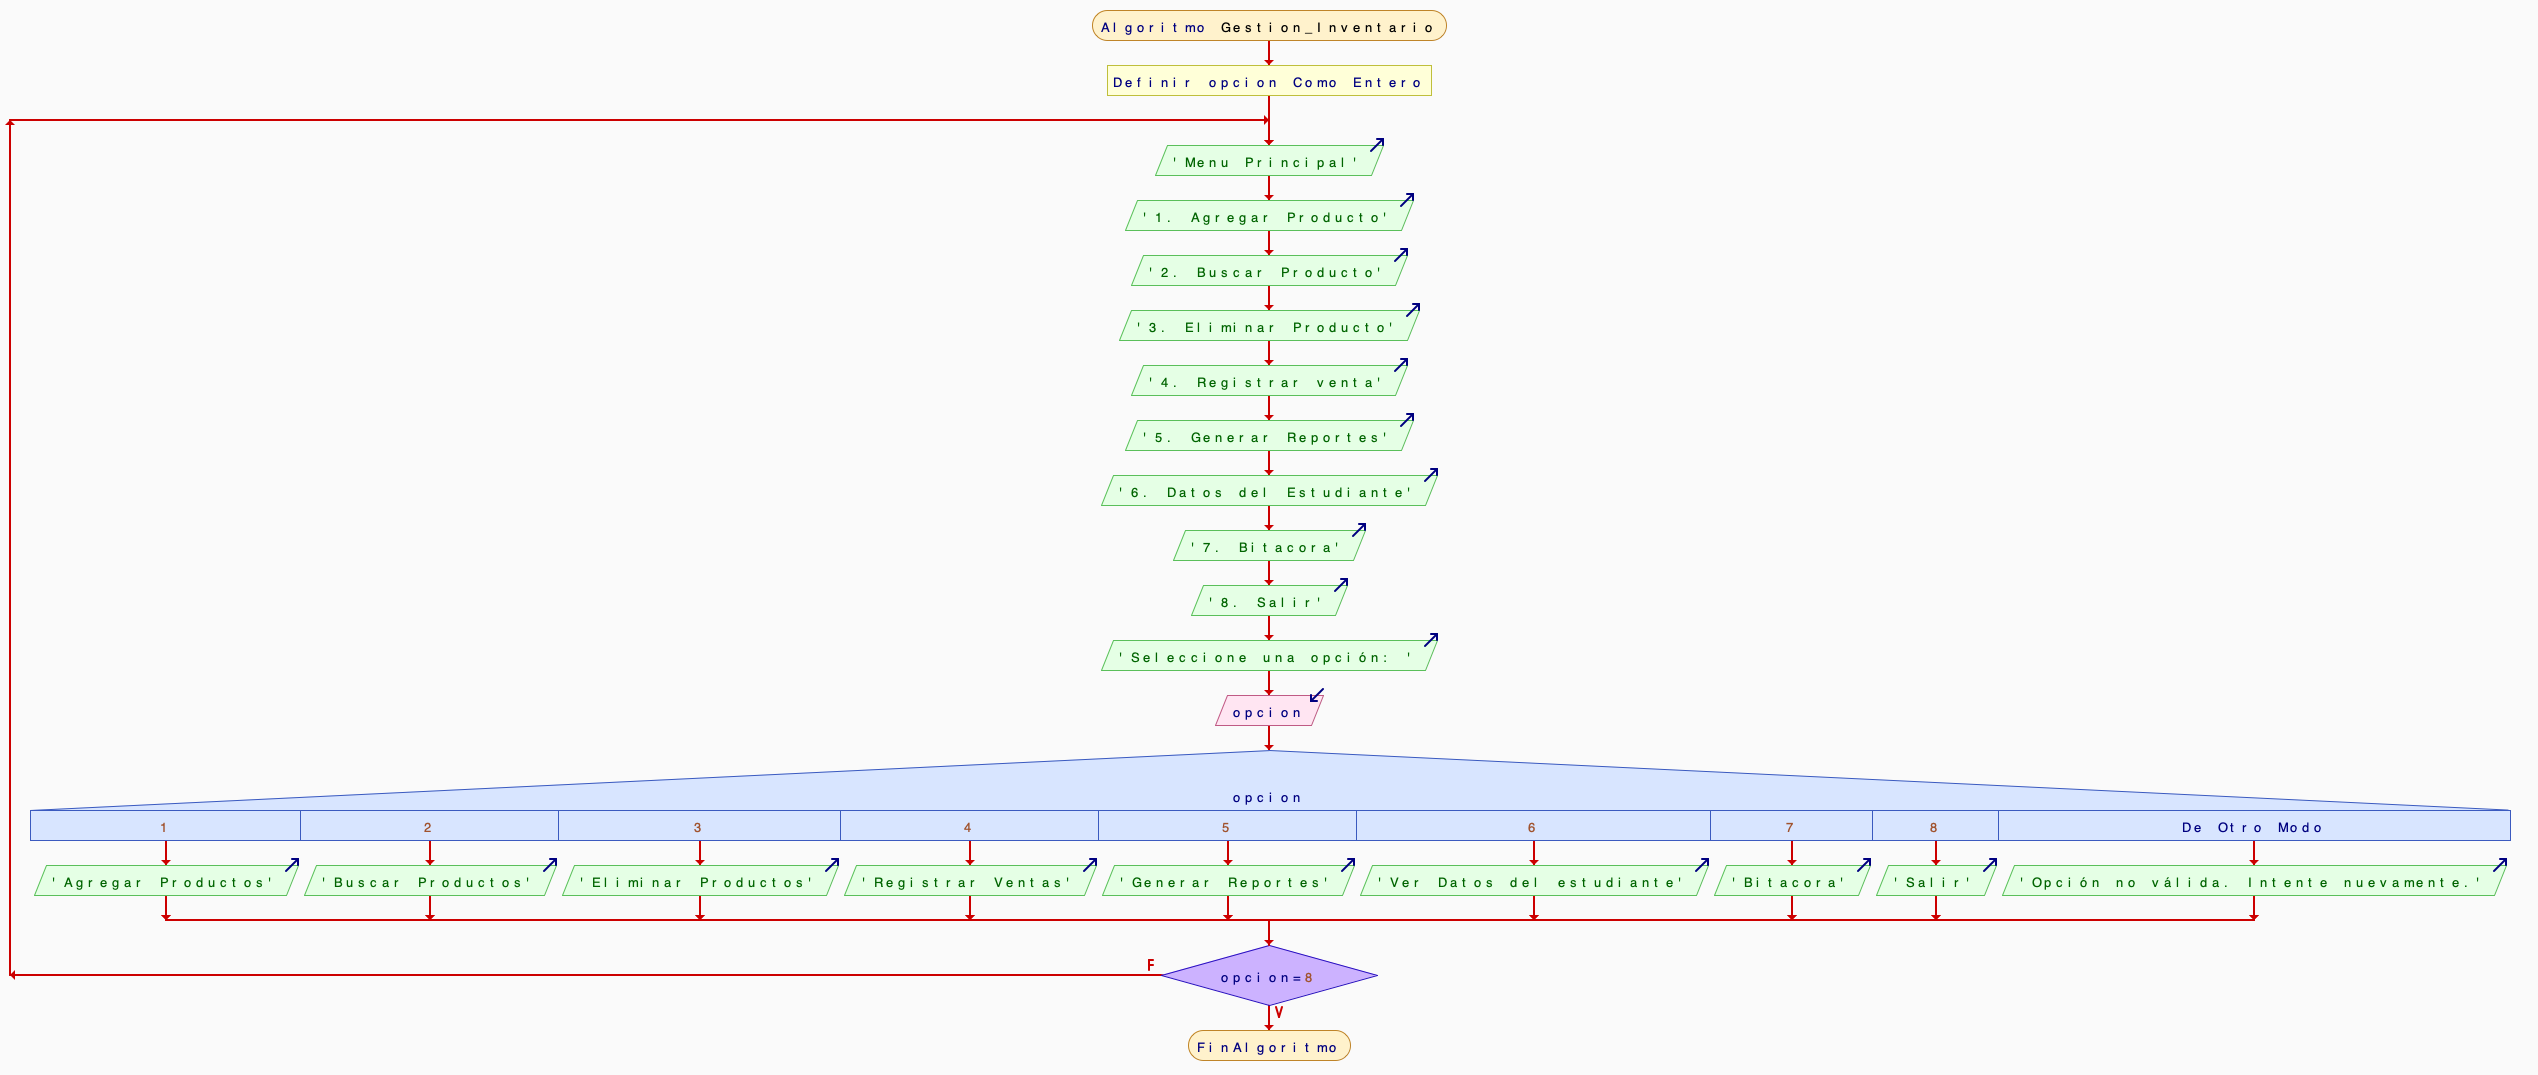 Algoritmo Gestion_Inventario
Definir opcion Como Entero
'Menu Principal'
'1. Agregar Producto'
'2. Buscar Producto'
'3. Eliminar Producto'
'4. Registrar venta'
'5. Generar Reportes'
'6. Datos del Estudiante'
'7. Bitacora'
'8. Salir'
'Seleccione una opción: '
opcion
opcion
1 2 3 4 5 6 7 8 De Otro Modo
'Agregar Productos' 'Buscar Productos' 'Eliminar Productos' 'Registrar Ventas' 'Generar Reportes' 'Ver Datos del estudiante' 'Bitacora' 'Salir' 'Opción no válida. Intente nuevamente.'
F
opcion=8
V
FinAlgoritmo